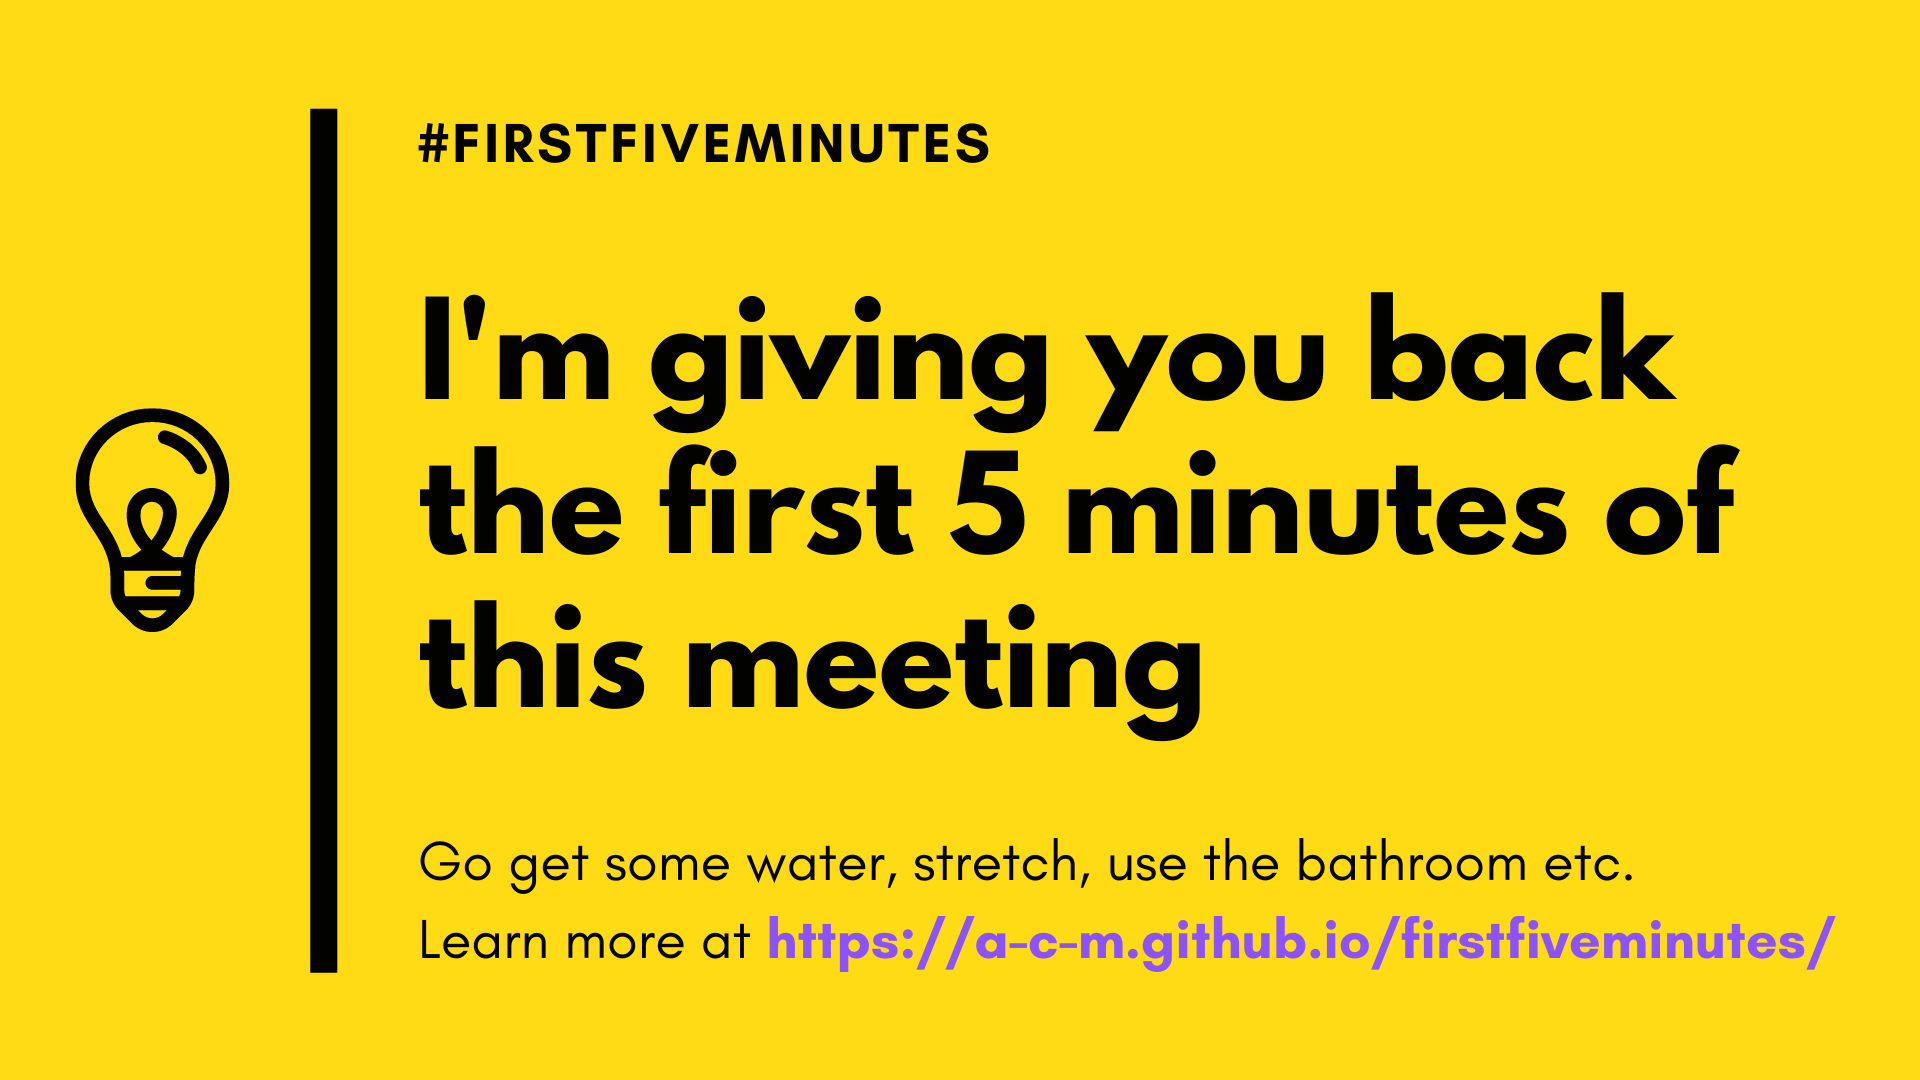 #FIRSTFIVEMINUTES
I'm giving you back
the first 5 minutes of
this meeting
Go get some water, stretch, use the bathroom etc.
Learn more at https://a-c-m.github.io/firstfiveminutes/